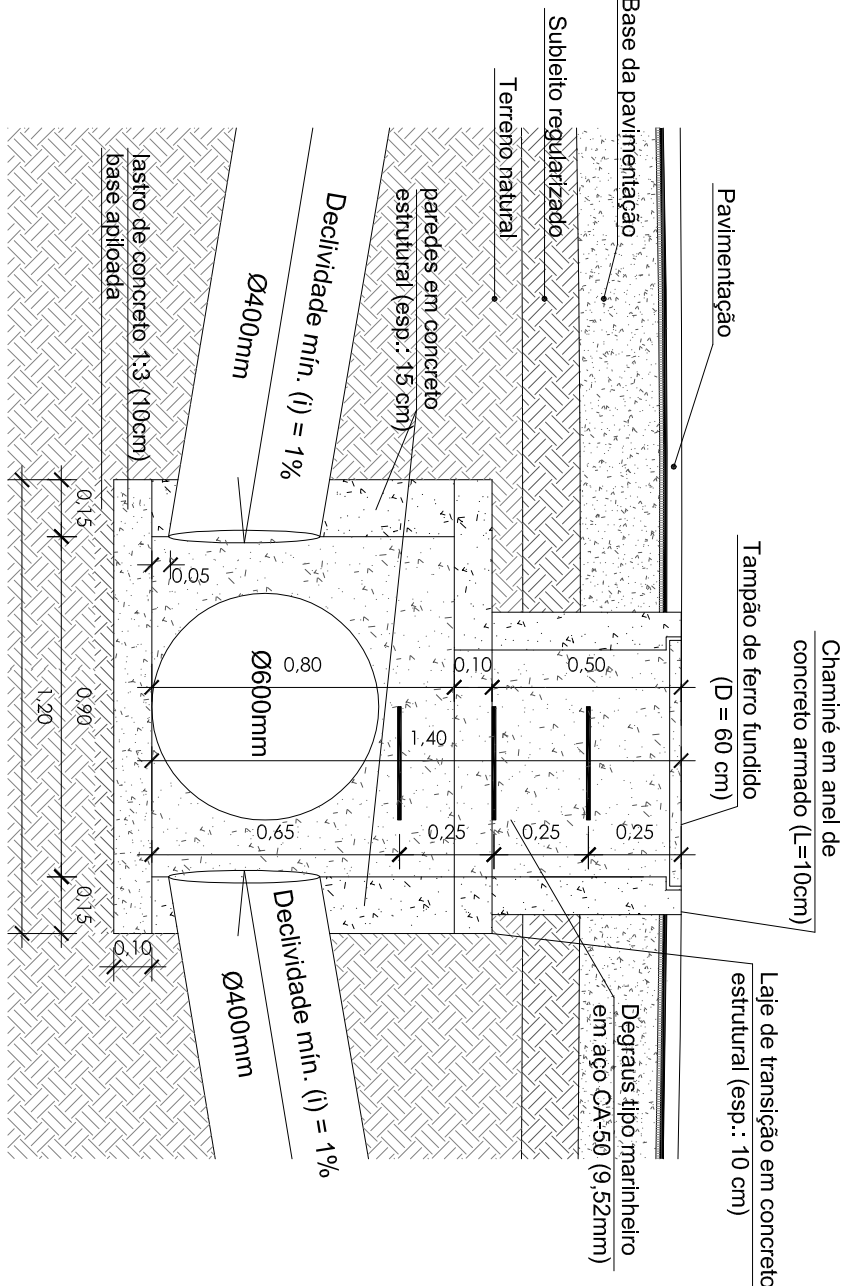 Chaminé em anel de
concreto armado (L=10cm)
Laje de transição em concreto
estrutural (esp.: 10 cm)
Tampão de ferro fundido
(D = 60 cm)
Pavimentação
Base da pavimentação
Subleito regularizado
Terreno natural
Degraus tipo marinheiro
em aço CA-50 (9,52mm)
paredes em concreto
estrutural (esp.: 15 cm)
Declividade mín. (i) = 1%
Ø400mm
lastro de concreto 1:3 (10cm)
base apiloada
0,50
0,10
0,80
1,40
0,25
0,25
0,25
0,65
Ø600mm
0,05
Declividade mín. (i) = 1%
Ø400mm
0,10
0,15
0,90
0,15
1,20